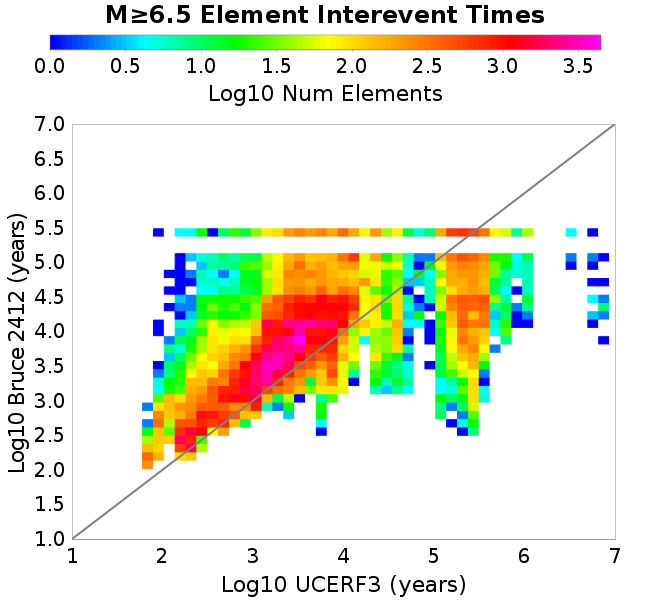 M≥6.5 Element Interevent Times
0.0 0.5 1.0 1.5 2.0 2.5 3.0 3.5
Log10 Num Elements
7.0
6.5
6.0
5.5
5.0
4.5
4.0
3.5
3.0
2.5
2.0
1.5
1.0
Log10 Bruce 2412 (years)
1 2 3 4 5 6 7
Log10 UCERF3 (years)